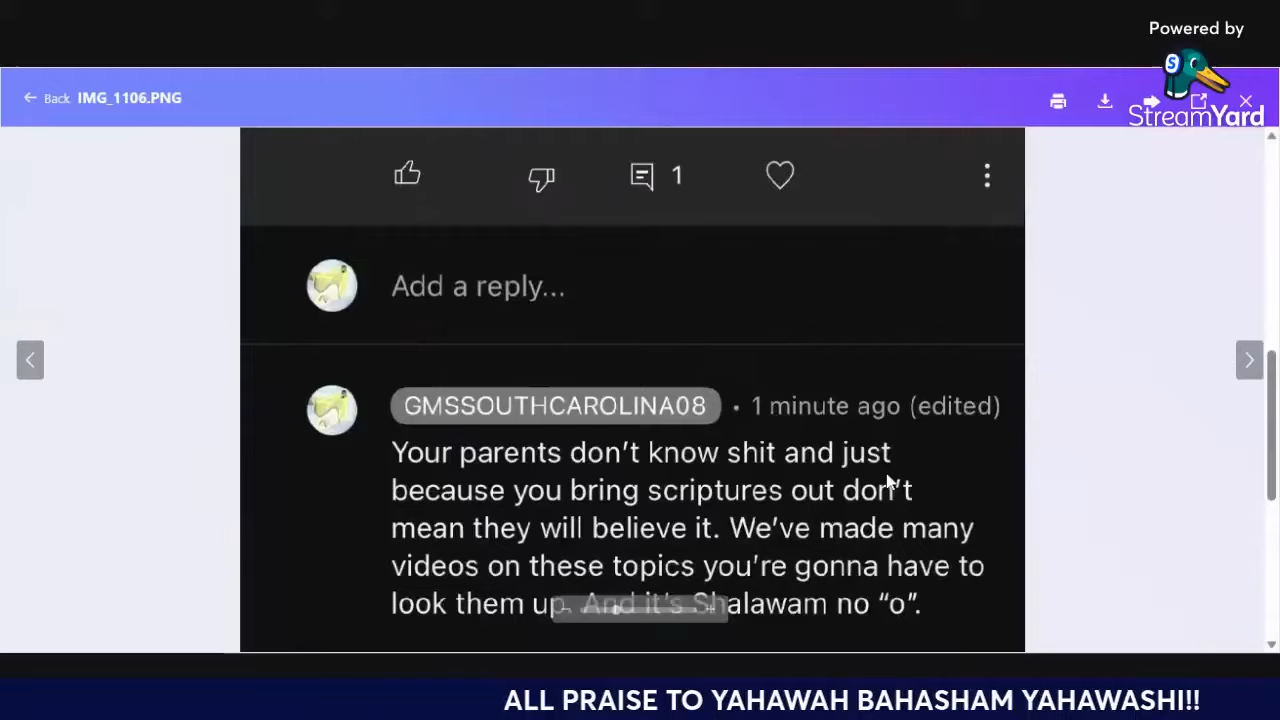 Powered by
StreamYard
Back IMG_1106.PNG
1
Add a reply...
GMSSOUTHCAROLINA08 • 1 minute ago (edited)
Your parents don't know shit and just
because you bring scriptures out don't
mean they will believe it. We've made many
videos on these topics you're gonna have to
look them up. And it's Shalawam no “o”.
ALL PRAISE TO YAHAWAH BAHASHAM YAHAWASHI!!